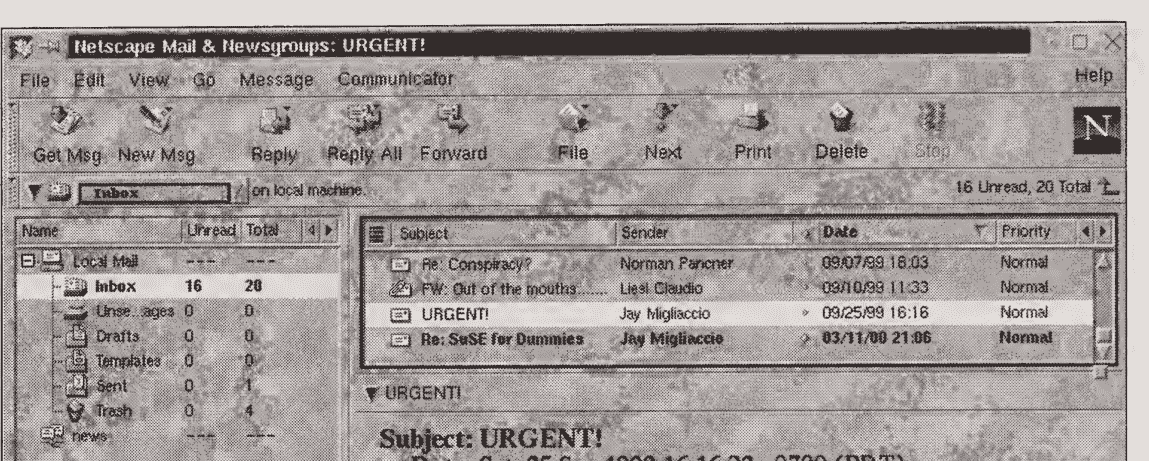 Netscape Mail & Newsgroups: URGENT!
File Edit View Go Message Communicator Help
Get Msg New Msg Reply Reply All Forward File Next Print Delete Stop
N
Inbox on local machine. 16 Unread, 20 Total
Name Unread Total
Local Mail --- ---
Inbox 16 20
Unse...ages 0 0
Drafts 0 0
Templates 0 0
Sent 0 1
Trash 0 4
news --- ---
Subject Sender Date Priority
Re: Conspiracy? Norman Pancner 09/07/99 18:03 Normal
FW: Out of the mouths....... Liesl Claudio 09/10/99 11:33 Normal
URGENT! Jay Migliaccio 09/25/99 16:16 Normal
Re: SuSE for Dummies Jay Migliaccio 03/11/00 21:06 Normal
URGENT!
Subject: URGENT!